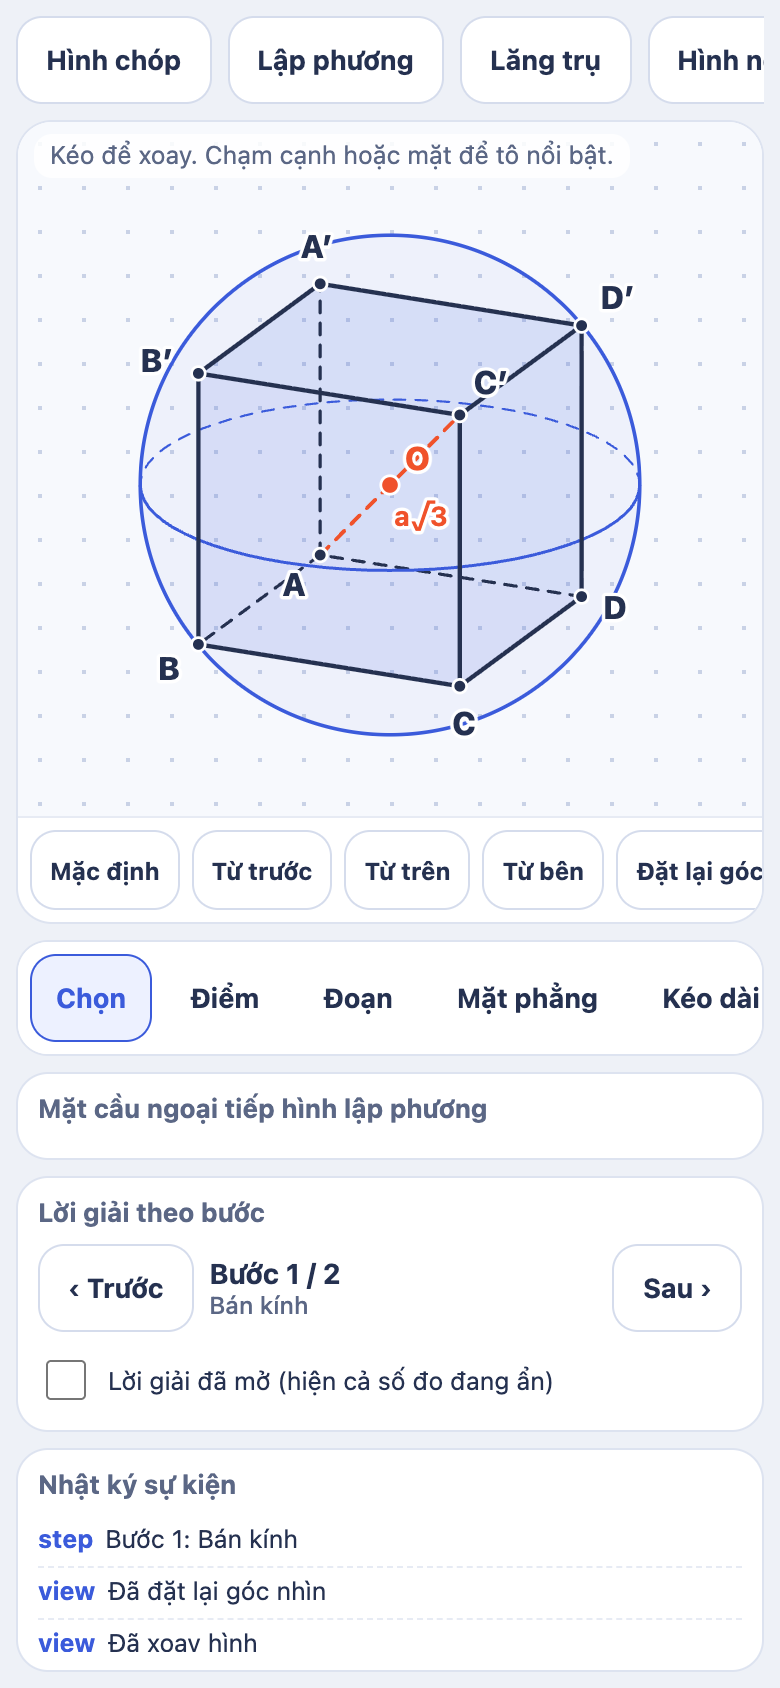 Hình chóp Lập phương Lăng trụ Hình n
Kéo để xoay. Chạm cạnh hoặc mặt để tô nổi bật.
A′
D′
B′
C′
O
a√3
A
D
B
C
Mặc định Từ trước Từ trên Từ bên Đặt lại góc
Chọn Điểm Đoạn Mặt phẳng Kéo dài
Mặt cầu ngoại tiếp hình lập phương
Lời giải theo bước
‹ Trước Bước 1 / 2 Sau ›
Bán kính
Lời giải đã mở (hiện cả số đo đang ẩn)
Nhật ký sự kiện
step Bước 1: Bán kính
view Đã đặt lại góc nhìn
view Đã xoay hình